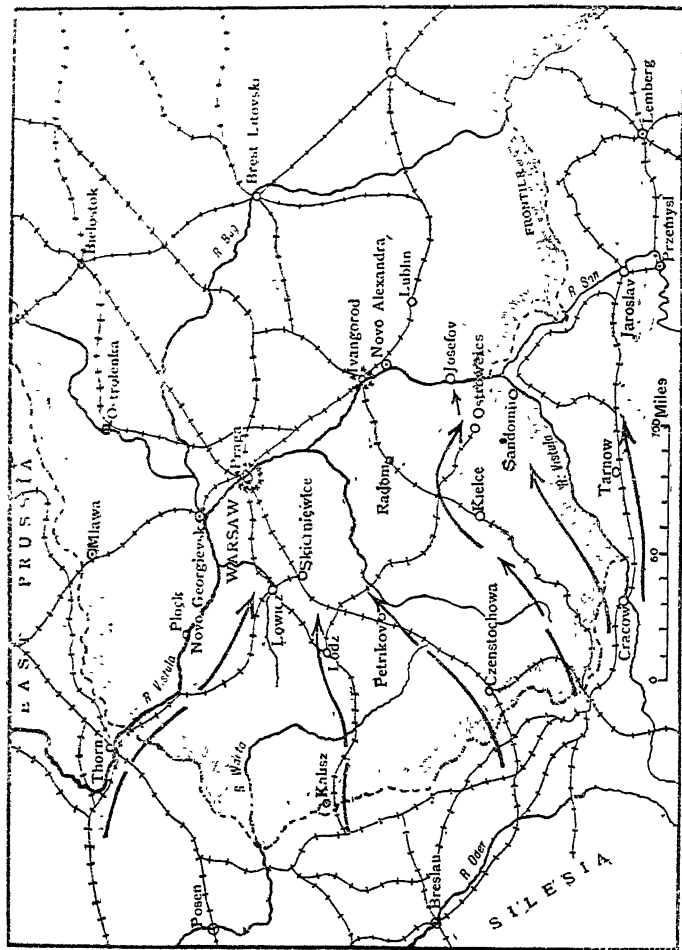 EAST PRUSSIA
Thorn
Mlawa
Ostrolenka
Bielostok
R Vistula
Plock
Novo Georgievsk
R Bug
Brest Litovski
Posen
R Warta
WARSAW
Praga
Lowicz
Skierniewice
Kalisz
Lodz
Petrikov
Radom
Ivangorod
Novo Alexandra
Lublin
Breslau
R Oder
SILESIA
Czenstochowa
Kielce
Ostrowets
Josefov
Sandomir
FRONTIER
R. Vistula
R San
Cracow
Tarnow
Jaroslav
Przemysl
Lemberg
0
50
100 Miles